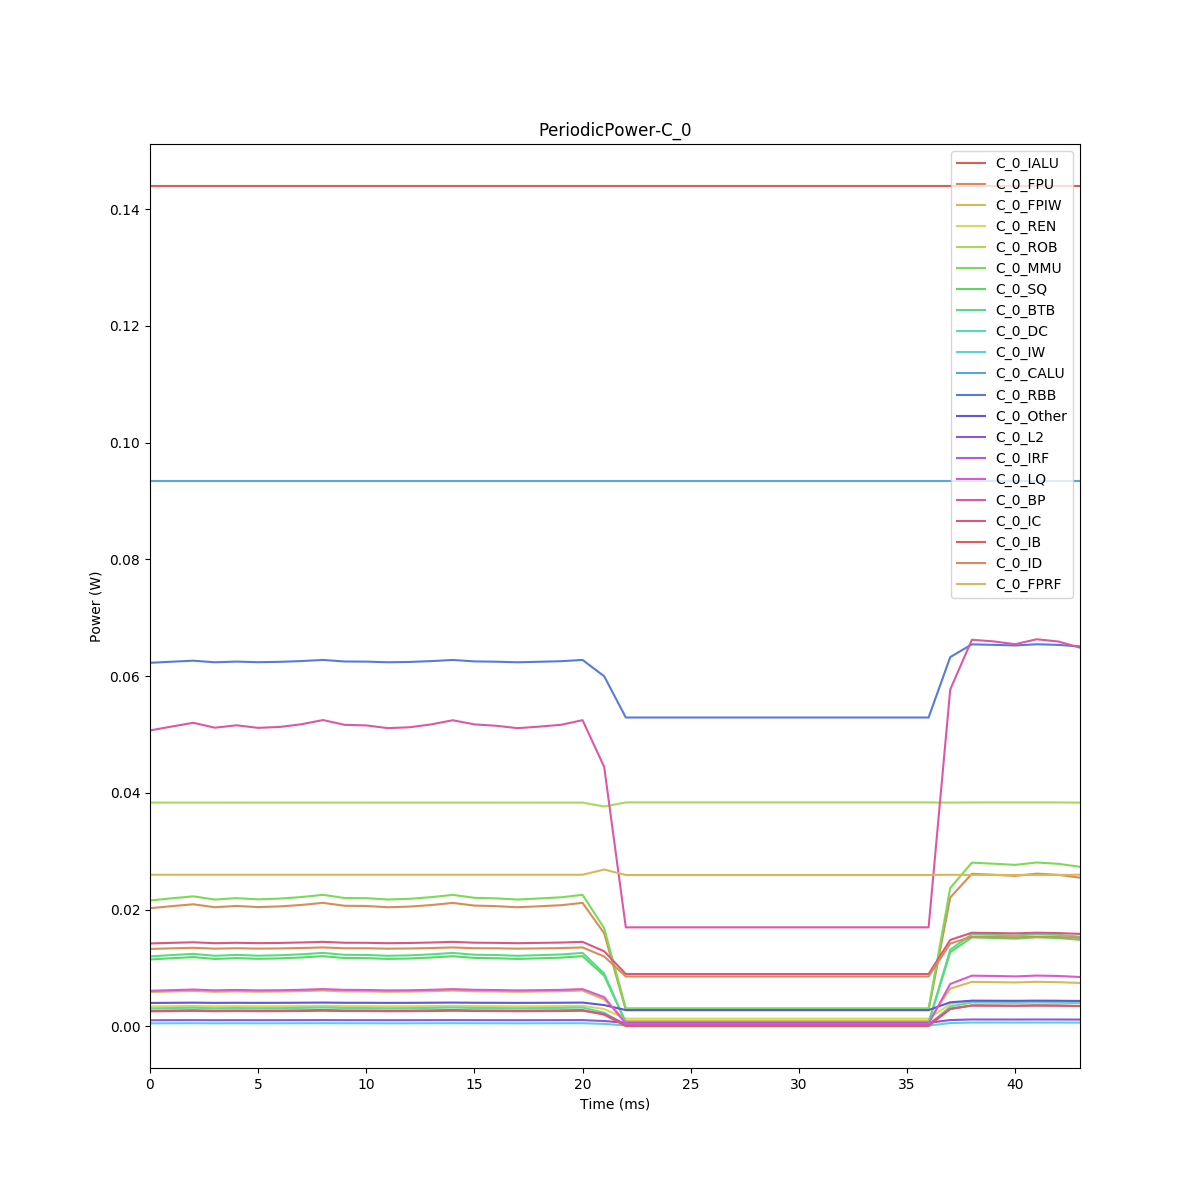 PeriodicPower-C_0
Power (W)
0.14
0.12
0.10
0.08
0.06
0.04
0.02
0.00
0 5 10 15 20 25 30 35 40
Time (ms)
C_0_IALU
C_0_FPU
C_0_FPIW
C_0_REN
C_0_ROB
C_0_MMU
C_0_SQ
C_0_BTB
C_0_DC
C_0_IW
C_0_CALU
C_0_RBB
C_0_Other
C_0_L2
C_0_IRF
C_0_LQ
C_0_BP
C_0_IC
C_0_IB
C_0_ID
C_0_FPRF